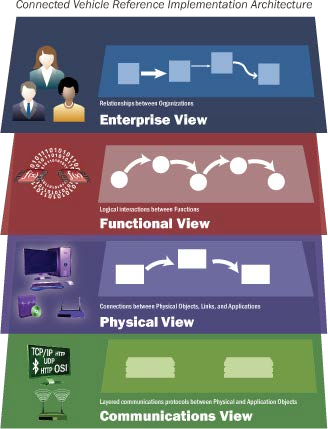 Connected Vehicle Reference Implementation Architecture
Relationships between Organizations
Enterprise View
Logical interactions between Functions
Functional View
Connections between Physical Objects, Links, and Applications
Physical View
TCP/IP HTTP
UDP
HTTP OSI
Layered communications protocols between Physical and Application Objects
Communications View